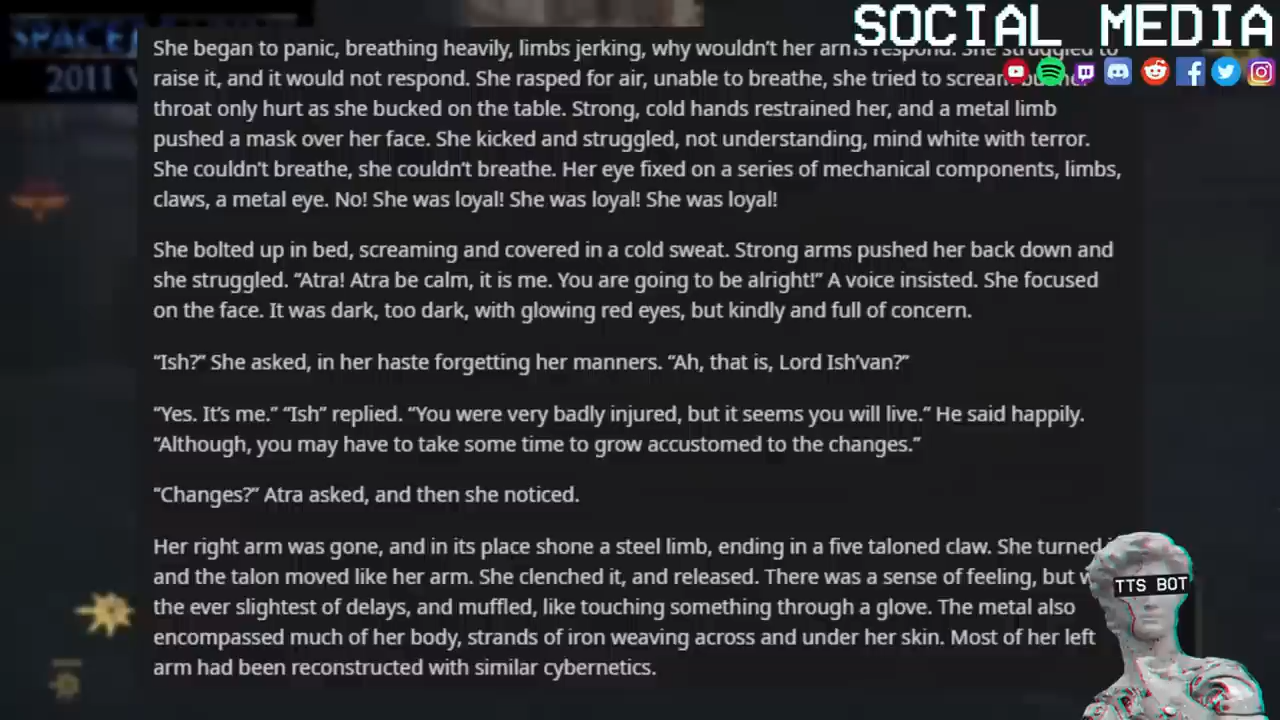 SOCIAL MEDIA
SPACE
2011 V
She began to panic, breathing heavily, limbs jerking, why wouldn't her arms respond. She struggled to
raise it, and it would not respond. She rasped for air, unable to breathe, she tried to scream but her
throat only hurt as she bucked on the table. Strong, cold hands restrained her, and a metal limb
pushed a mask over her face. She kicked and struggled, not understanding, mind white with terror.
She couldn't breathe, she couldn't breathe. Her eye fixed on a series of mechanical components, limbs,
claws, a metal eye. No! She was loyal! She was loyal! She was loyal!
She bolted up in bed, screaming and covered in a cold sweat. Strong arms pushed her back down and
she struggled. “Atra! Atra be calm, it is me. You are going to be alright!” A voice insisted. She focused
on the face. It was dark, too dark, with glowing red eyes, but kindly and full of concern.
“Ish?” She asked, in her haste forgetting her manners. “Ah, that is, Lord Ish'van?”
“Yes. It's me.” “Ish” replied. “You were very badly injured, but it seems you will live.” He said happily.
“Although, you may have to take some time to grow accustomed to the changes.”
“Changes?” Atra asked, and then she noticed.
Her right arm was gone, and in its place shone a steel limb, ending in a five taloned claw. She turned
and the talon moved like her arm. She clenched it, and released. There was a sense of feeling, but
the ever slightest of delays, and muffled, like touching something through a glove. The metal also
encompassed much of her body, strands of iron weaving across and under her skin. Most of her left
arm had been reconstructed with similar cybernetics.
TTS BOT